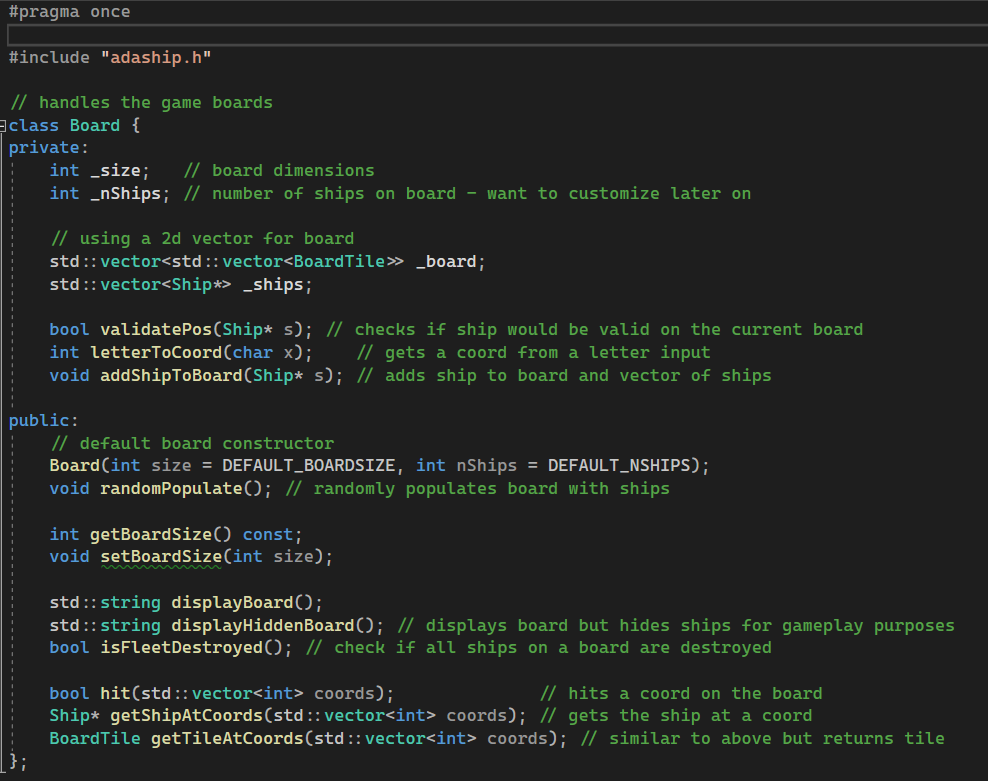 #pragma once
#include "adaship.h"
// handles the game boards
class Board {
private:
    int _size;   // board dimensions
    int _nShips; // number of ships on board - want to customize later on
    // using a 2d vector for board
    std::vector<std::vector<BoardTile>> _board;
    std::vector<Ship*> _ships;
    bool validatePos(Ship* s); // checks if ship would be valid on the current board
    int letterToCoord(char x);    // gets a coord from a letter input
    void addShipToBoard(Ship* s); // adds ship to board and vector of ships
public:
    // default board constructor
    Board(int size = DEFAULT_BOARDSIZE, int nShips = DEFAULT_NSHIPS);
    void randomPopulate(); // randomly populates board with ships
    int getBoardSize() const;
    void setBoardSize(int size);
    std::string displayBoard();
    std::string displayHiddenBoard(); // displays board but hides ships for gameplay purposes
    bool isFleetDestroyed(); // check if all ships on a board are destroyed
    bool hit(std::vector<int> coords);               // hits a coord on the board
    Ship* getShipAtCoords(std::vector<int> coords); // gets the ship at a coord
    BoardTile getTileAtCoords(std::vector<int> coords); // similar to above but returns tile
};